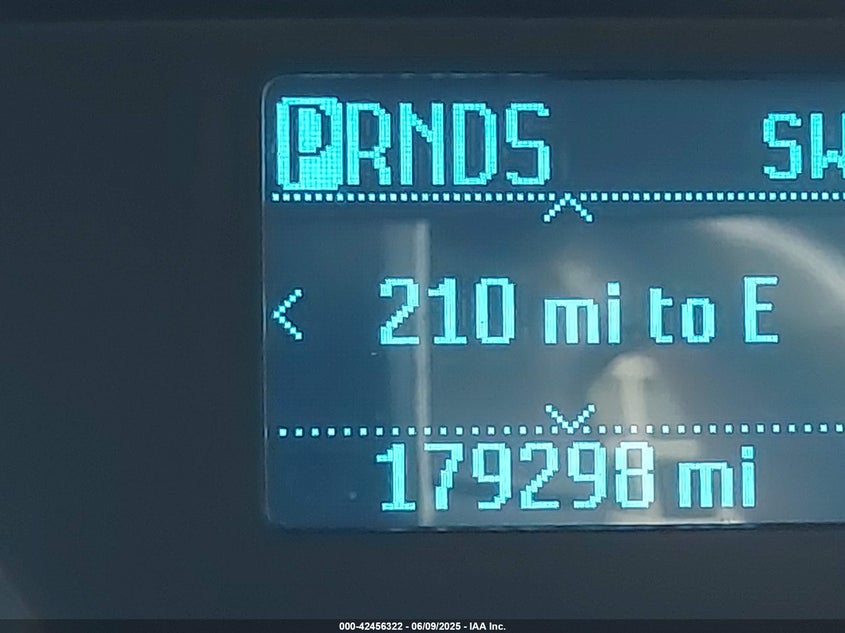 PRNDS SW
210 mi to E
179298 mi
000-42456322 - 06/09/2025 - IAA Inc.